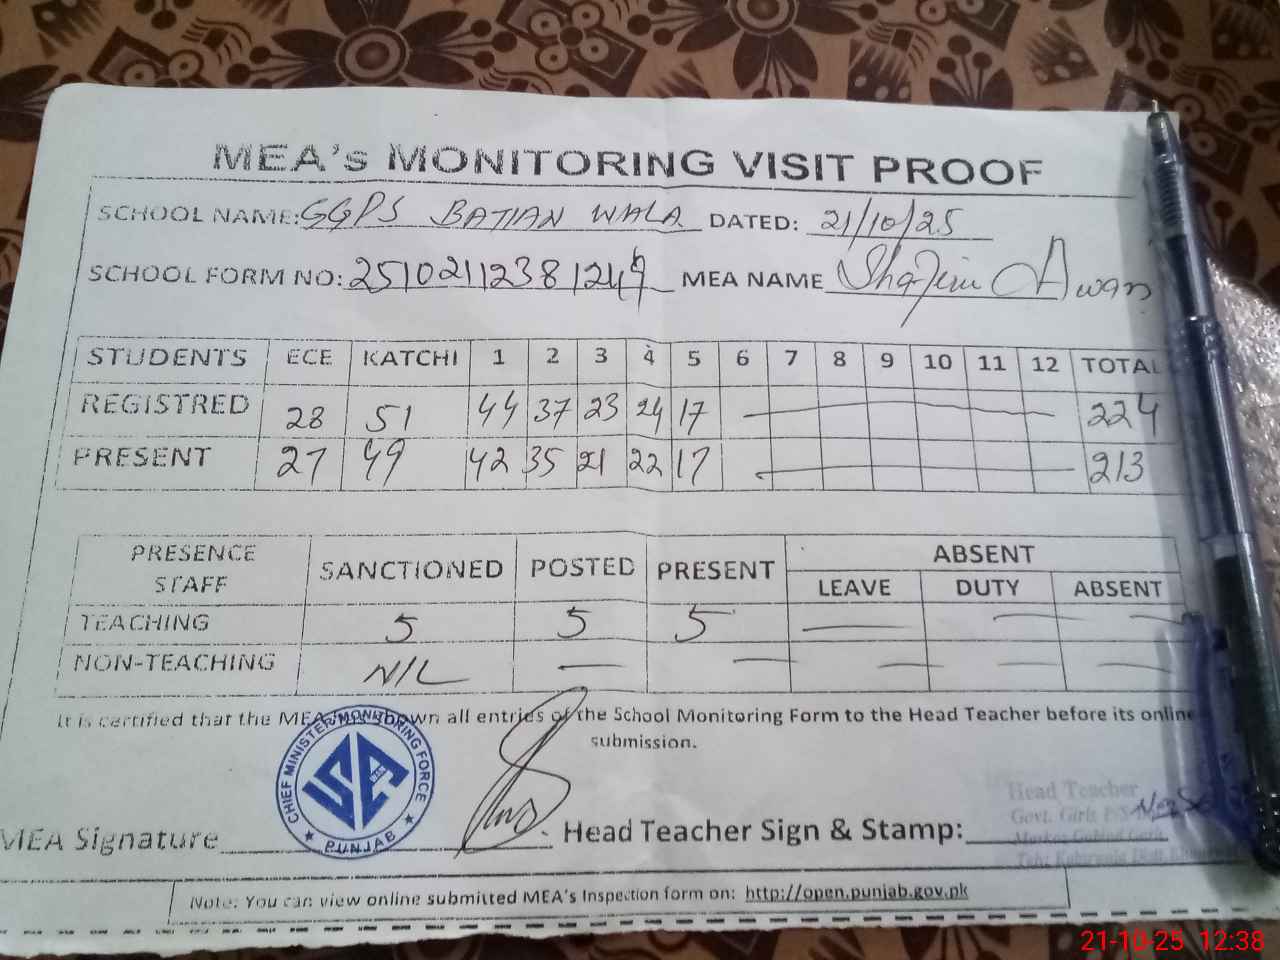 MEA's MONITORING VISIT PROOF
SCHOOL NAME: GGPS BATIAN WALA DATED: 21/10/25
SCHOOL FORM NO: MEA NAME Awan
STUDENTS ECE KATCHI 1 2 3 4 5 6 7 8 9 10 11 12 TOTAL
REGISTRED 28 51 44 37 23 24 17 224
PRESENT 27 49 42 35 21 22 17 213
PRESENCE STAFF SANCTIONED POSTED PRESENT ABSENT
LEAVE DUTY ABSENT
TEACHING 5 5 5 — — —
NON-TEACHING NIL — — — — —
It is certified that the MEA has shown all entries of the School Monitoring Form to the Head Teacher before its online
submission.
CHIEF MINISTER'S MONITORING FORCE
PUNJAB
MEA Signature Head Teacher Sign & Stamp:
Head Teacher
Govt. Girls P/S
Note: You can view online submitted MEA's Inspection form on: http://open.punjab.gov.pk
21-10-25 12:38